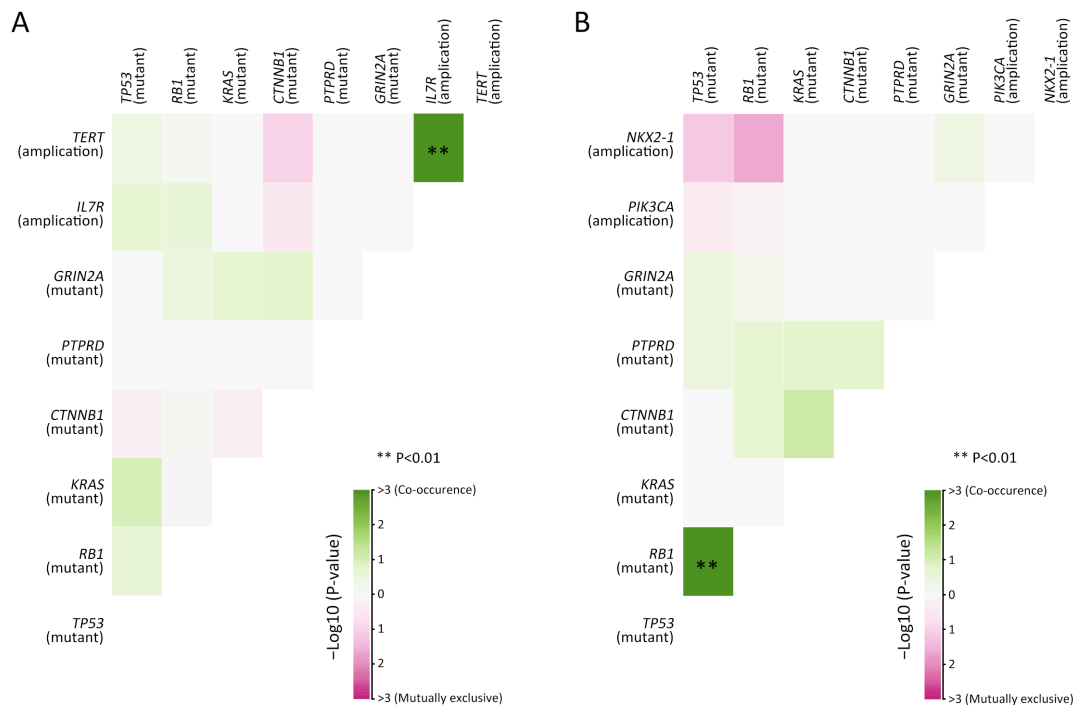 A
TP53
(mutant)
RB1
(mutant)
KRAS
(mutant)
CTNNB1
(mutant)
PTPRD
(mutant)
GRIN2A
(mutant)
IL7R
(amplication)
TERT
(amplication)
TERT
(amplication)
**
IL7R
(amplication)
GRIN2A
(mutant)
PTPRD
(mutant)
CTNNB1
(mutant)
KRAS
(mutant)
RB1
(mutant)
TP53
(mutant)
** P<0.01
−Log10 (P-value)
>3 (Co-occurence)
2
1
0
1
2
>3 (Mutually exclusive)
B
TP53
(mutant)
RB1
(mutant)
KRAS
(mutant)
CTNNB1
(mutant)
PTPRD
(mutant)
GRIN2A
(mutant)
PIK3CA
(amplication)
NKX2-1
(amplication)
NKX2-1
(amplication)
PIK3CA
(amplication)
GRIN2A
(mutant)
PTPRD
(mutant)
CTNNB1
(mutant)
KRAS
(mutant)
RB1
(mutant)
**
TP53
(mutant)
** P<0.01
−Log10 (P-value)
>3 (Co-occurence)
2
1
0
1
2
>3 (Mutually exclusive)